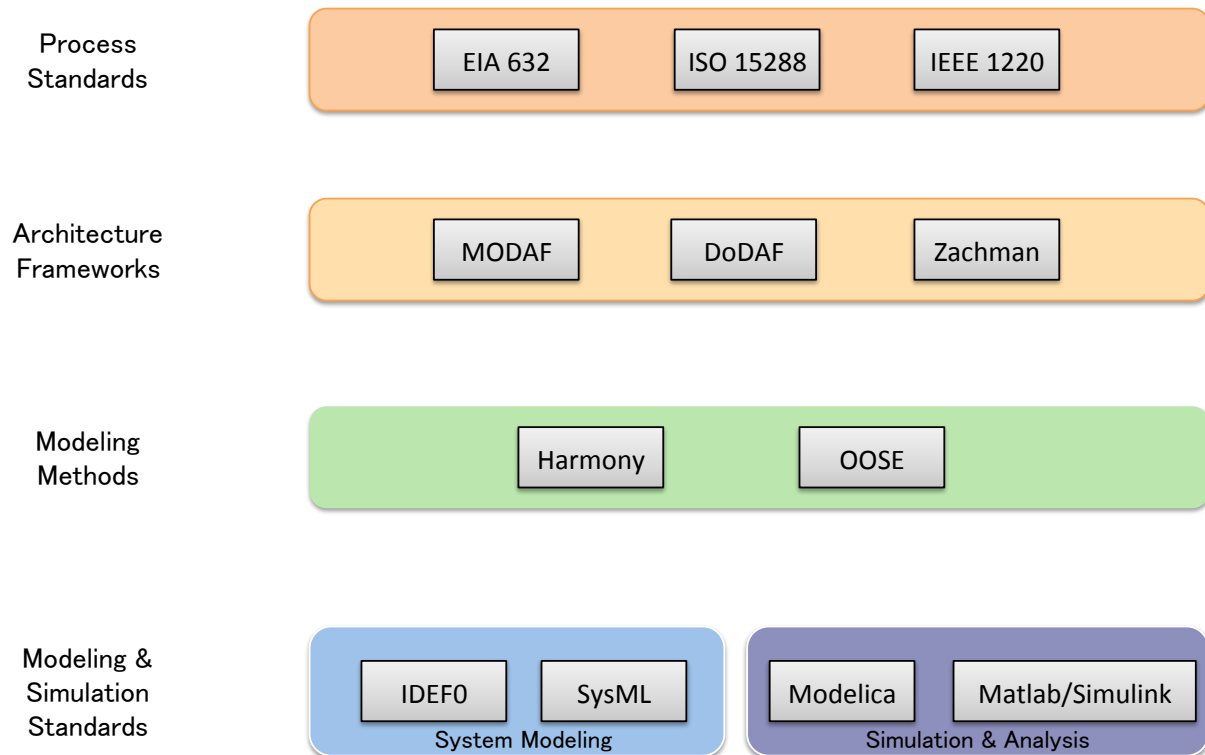 Process
Standards
EIA 632
ISO 15288
IEEE 1220
Architecture
Frameworks
MODAF
DoDAF
Zachman
Modeling
Methods
Harmony
OOSE
Modeling &
Simulation
Standards
IDEF0
SysML
System Modeling
Modelica
Matlab/Simulink
Simulation & Analysis